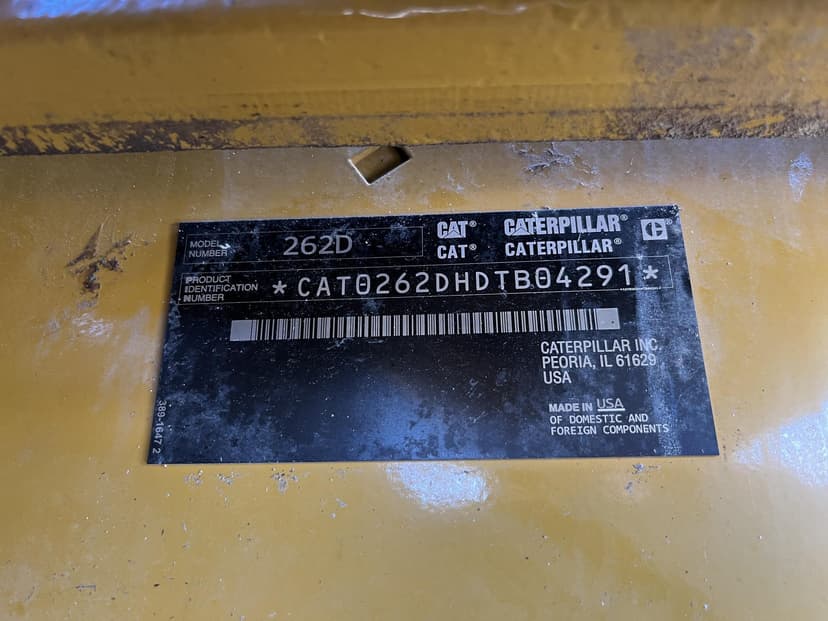 MODEL NUMBER 262D
CAT® CATERPILLAR® C
CAT® CATERPILLAR®
PRODUCT IDENTIFICATION NUMBER *CAT0262DHDTB04291*
CATERPILLAR INC.
PEORIA, IL 61629
USA
MADE IN USA
OF DOMESTIC AND
FOREIGN COMPONENTS
389-1647 2